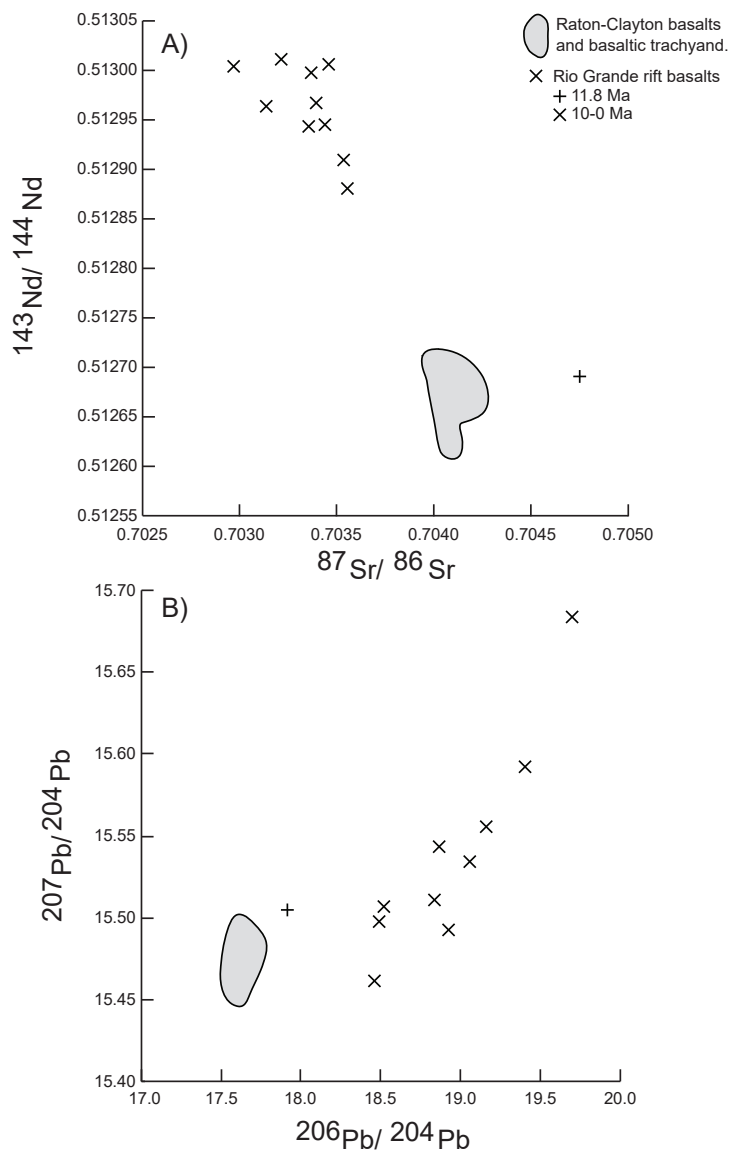 A)
Raton-Clayton basalts
and basaltic trachyand.
Rio Grande rift basalts
11.8 Ma
10-0 Ma
0.51305
0.51300
0.51295
0.51290
0.51285
0.51280
0.51275
0.51270
0.51265
0.51260
0.51255
143Nd/ 144Nd
0.7025 0.7030 0.7035 0.7040 0.7045 0.7050
87Sr/ 86Sr
B)
15.70
15.65
15.60
15.55
15.50
15.45
15.40
207Pb/ 204Pb
17.0 17.5 18.0 18.5 19.0 19.5 20.0
206Pb/ 204Pb